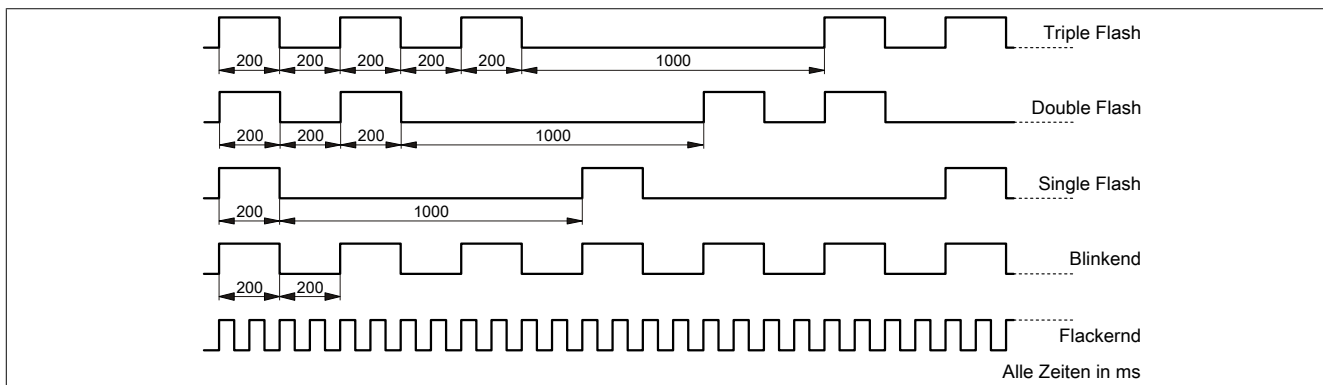 Triple Flash
200 200 200 200 200 1000
Double Flash
200 200 200 1000
Single Flash
200 1000
Blinkend
200 200
Flackernd
Alle Zeiten in ms